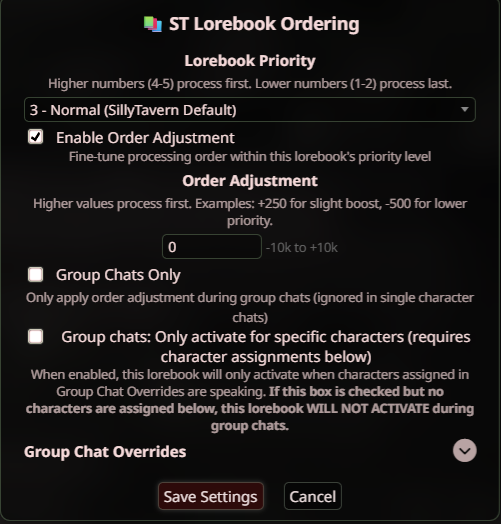 ST Lorebook Ordering
Lorebook Priority
Higher numbers (4-5) process first. Lower numbers (1-2) process last.
3 - Normal (SillyTavern Default)
Enable Order Adjustment
Fine-tune processing order within this lorebook's priority level
Order Adjustment
Higher values process first. Examples: +250 for slight boost, -500 for lower
priority.
0 -10k to +10k
Group Chats Only
Only apply order adjustment during group chats (ignored in single character
chats)
Group chats: Only activate for specific characters (requires
character assignments below)
When enabled, this lorebook will only activate when characters assigned in
Group Chat Overrides are speaking. If this box is checked but no
characters are assigned below, this lorebook WILL NOT ACTIVATE during
group chats.
Group Chat Overrides
Save Settings Cancel